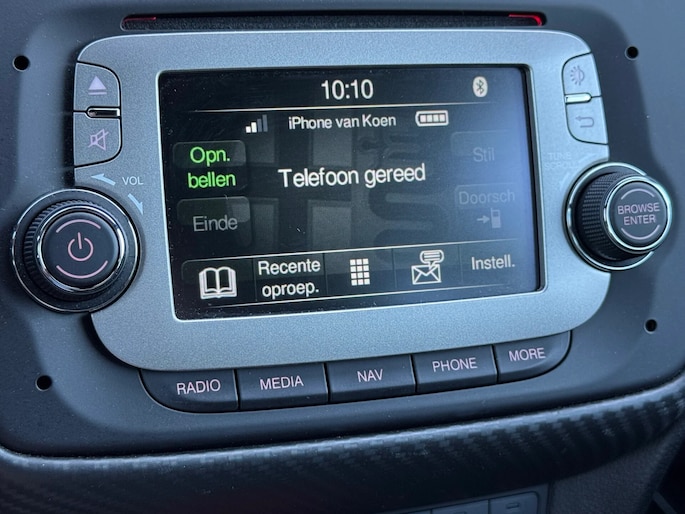 10:10
iPhone van Koen
Opn.
bellen
Telefoon gereed
Stil
Einde
Doorsch
Recente
oproep.
Instell.
VOL
BROWSE
ENTER
RADIO
MEDIA
NAV
PHONE
MORE